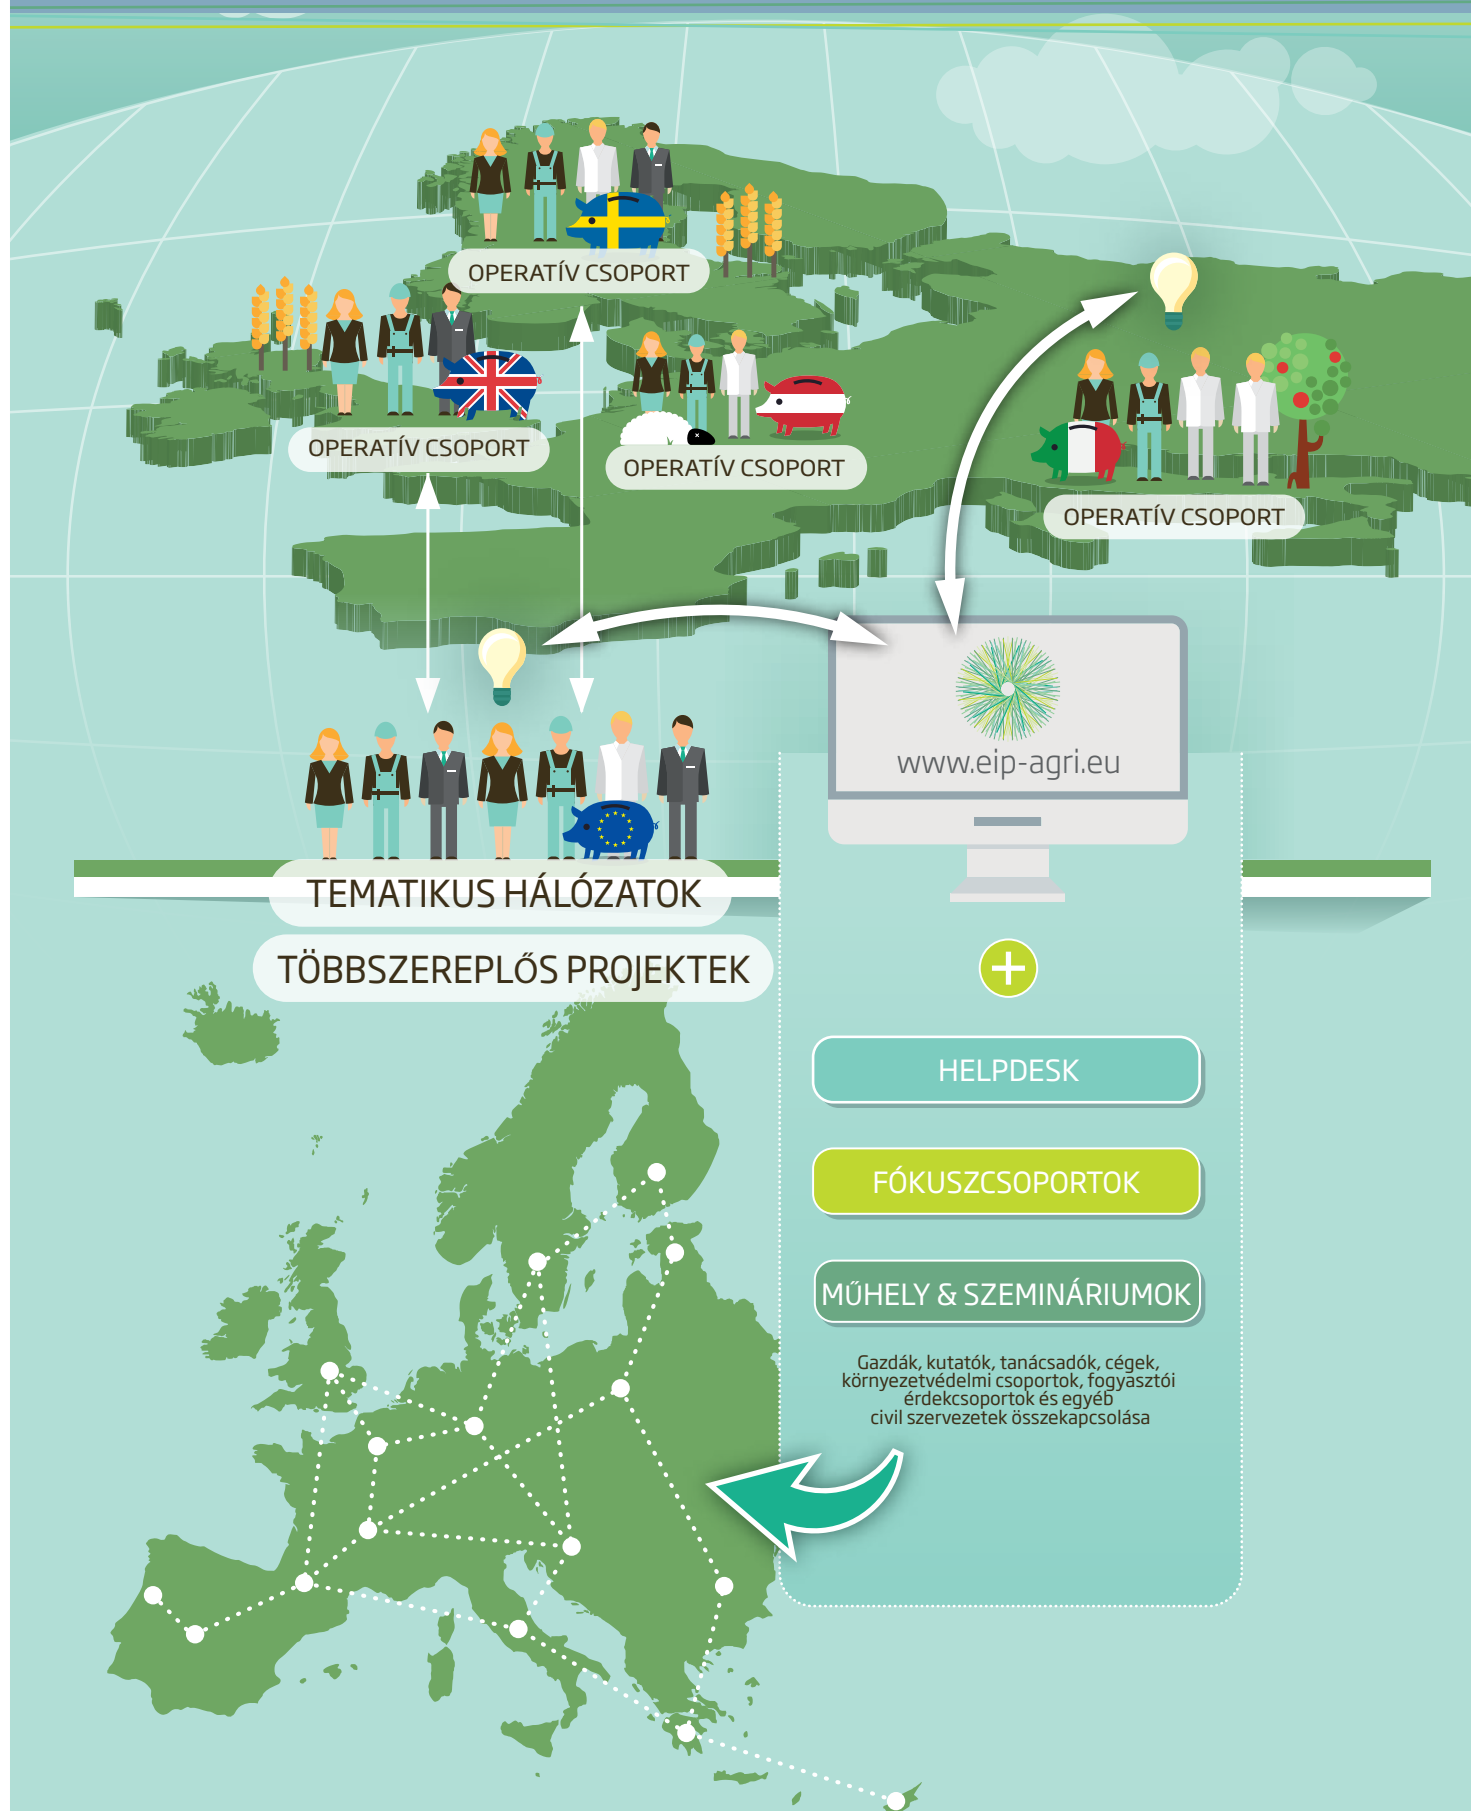 OPERATÍV CSOPORT
OPERATÍV CSOPORT
OPERATÍV CSOPORT
OPERATÍV CSOPORT
www.eip-agri.eu
TEMATIKUS HÁLÓZATOK
TÖBBSZEREPLŐS PROJEKTEK
HELPDESK
FÓKUSZCSOPORTOK
MŰHELY & SZEMINÁRIUMOK
Gazdák, kutatók, tanácsadók, cégek,
környezetvédelmi csoportok, fogyasztói
érdekcsoportok és egyéb
civil szervezetek összekapcsolása